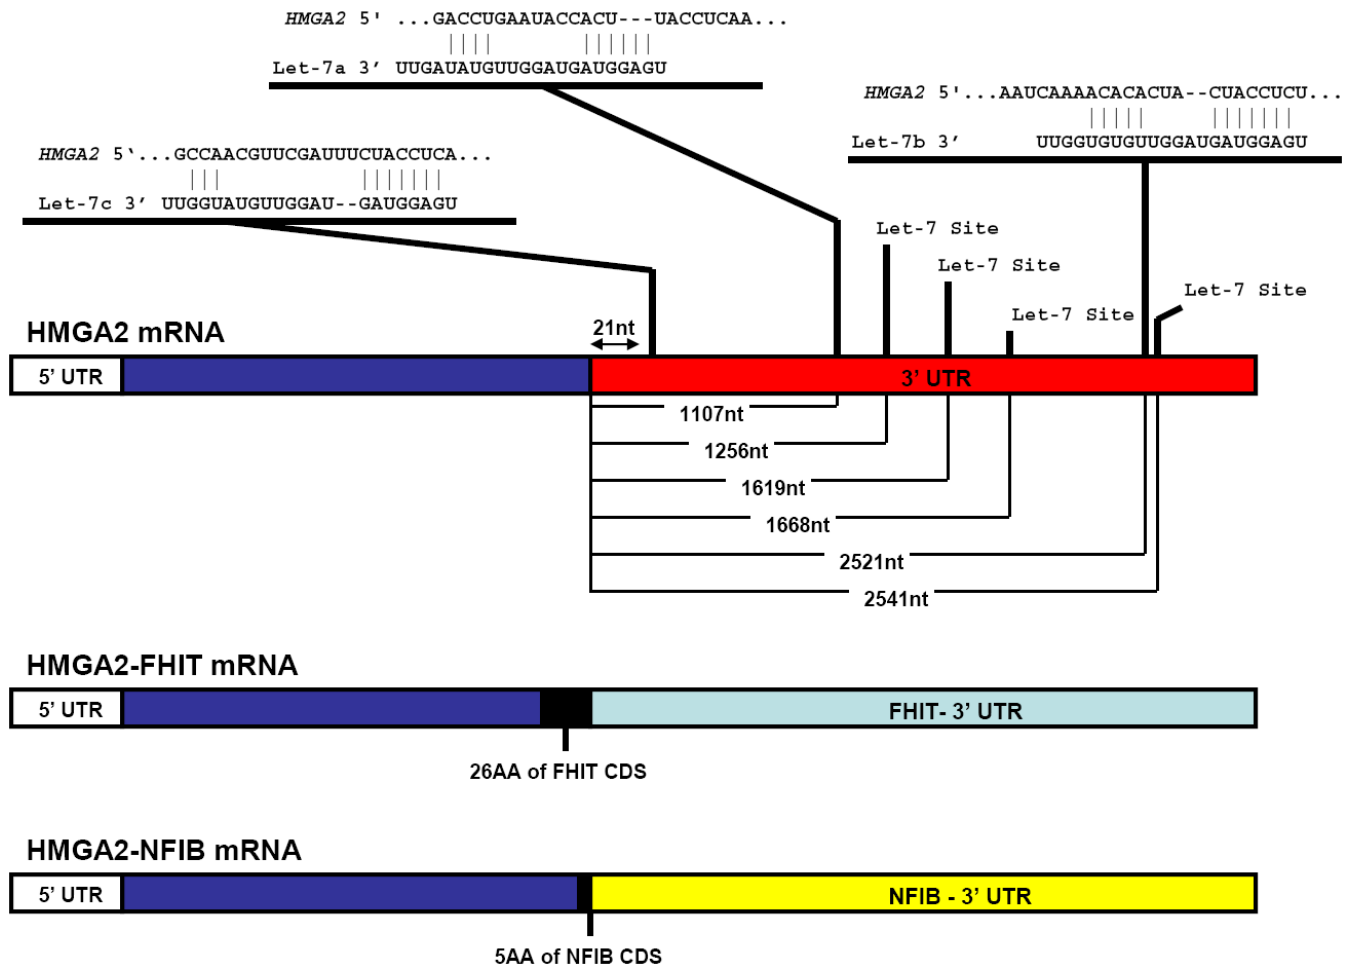 HMGA2 5' ...GACCUGAAUACCACU---UACCUCAA...
|||| ||||||
Let-7a 3’ UUGAUAUGUUGGAUGAUGGAGU
HMGA2 5'...AAUCAAAACACACUA--CUACCUCU...
||||| |||||||
Let-7b 3’ UUGGUGUGUUGGAUGAUGGAGU
HMGA2 5‘...GCCAACGUUCGAUUUCUACCUCA...
||| |||||||
Let-7c 3’ UUGGUAUGUUGGAU--GAUGGAGU
Let-7 Site
Let-7 Site
Let-7 Site
Let-7 Site
HMGA2 mRNA
21nt
5’ UTR
3’ UTR
1107nt
1256nt
1619nt
1668nt
2521nt
2541nt
HMGA2-FHIT mRNA
5’ UTR
FHIT- 3’ UTR
26AA of FHIT CDS
HMGA2-NFIB mRNA
5’ UTR
NFIB - 3’ UTR
5AA of NFIB CDS